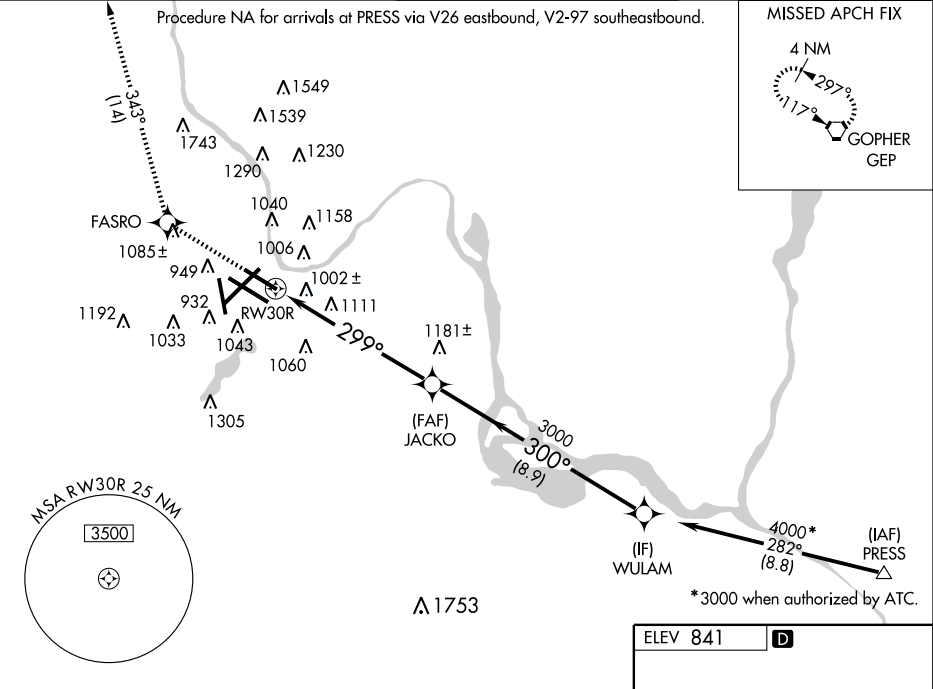 Procedure NA for arrivals at PRESS via V26 eastbound, V2-97 southeastbound.
MISSED APCH FIX
4 NM
297°
117°
GOPHER
GEP
343°
(14)
1549
1539
1743
1290
1230
1040
1158
FASRO
1085±
1006
949
1002±
1111
RW30R
1192
932
1033
1043
1060
299°
1181±
1305
(FAF)
JACKO
3000
300°
(8.9)
MSA RW30R 25 NM
3500
(IF)
WULAM
4000*
282°
(8.8)
(IAF)
PRESS
*3000 when authorized by ATC.
1753
ELEV 841
D